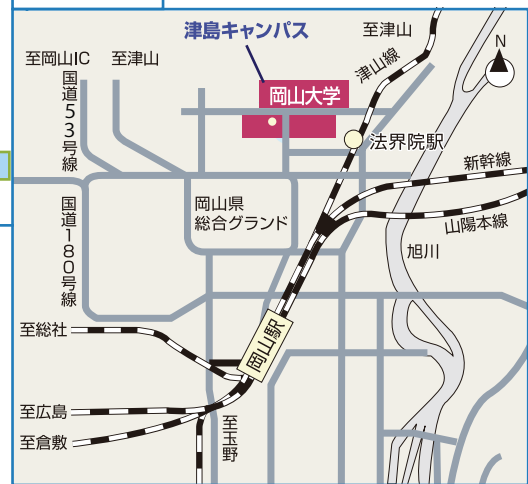 津島キャンパス
至津山
N
至岡山IC
至津山
津山線
国道53号線
岡山大学
法界院駅
新幹線
岡山県
総合グランド
山陽本線
国道180号線
旭川
至総社
岡山駅
至広島
至玉野
至倉敷